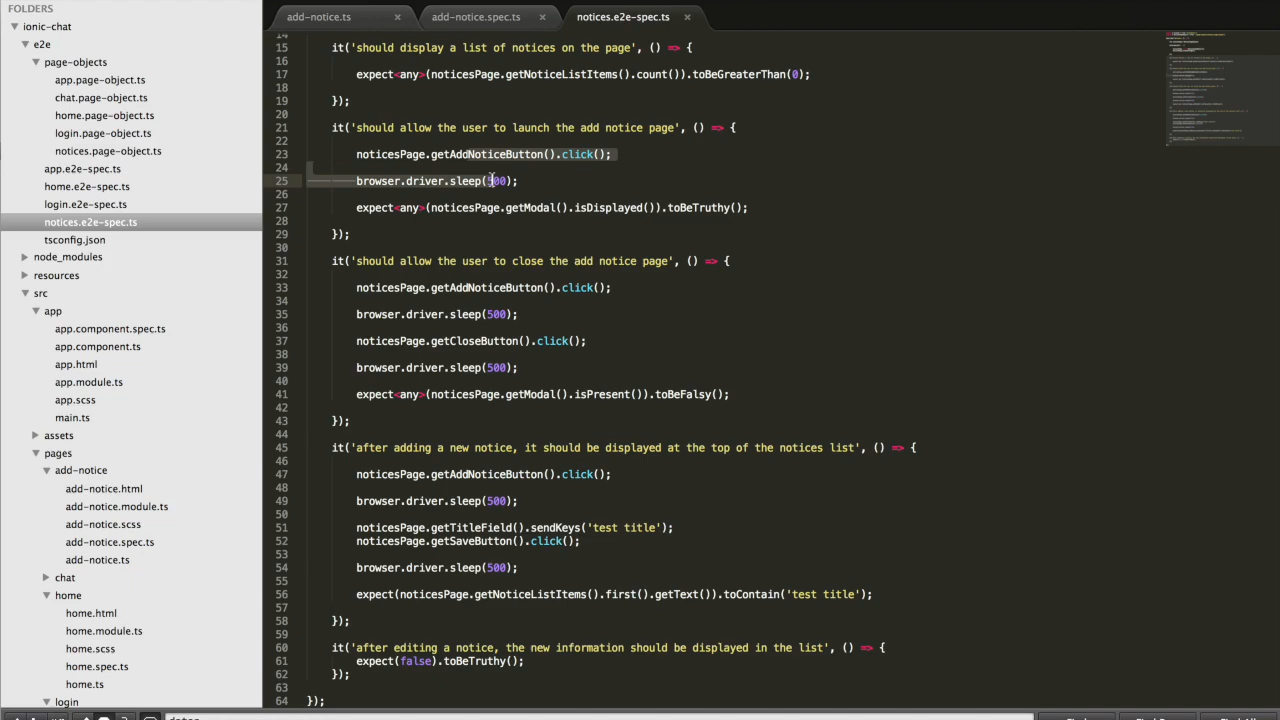 FOLDERS
ionic-chat
e2e
page-objects
app.page-object.ts
chat.page-object.ts
home.page-object.ts
login.page-object.ts
notices.page-object.ts
app.e2e-spec.ts
home.e2e-spec.ts
login.e2e-spec.ts
notices.e2e-spec.ts
tsconfig.json
node_modules
resources
src
app
app.component.spec.ts
app.component.ts
app.html
app.module.ts
app.scss
main.ts
assets
pages
add-notice
add-notice.html
add-notice.module.ts
add-notice.scss
add-notice.spec.ts
add-notice.ts
chat
home
home.html
home.module.ts
home.scss
home.spec.ts
home.ts
login
add-notice.ts
add-notice.spec.ts
notices.e2e-spec.ts
14
15 it('should display a list of notices on the page', () => {
16
17 expect<any>(noticesPage.getNoticeListItems().count()).toBeGreaterThan(0);
18
19 });
20
21 it('should allow the user to launch the add notice page', () => {
22
23 noticesPage.getAddNoticeButton().click();
24
25 browser.driver.sleep(500);
26
27 expect<any>(noticesPage.getModal().isDisplayed()).toBeTruthy();
28
29 });
30
31 it('should allow the user to close the add notice page', () => {
32
33 noticesPage.getAddNoticeButton().click();
34
35 browser.driver.sleep(500);
36
37 noticesPage.getCloseButton().click();
38
39 browser.driver.sleep(500);
40
41 expect<any>(noticesPage.getModal().isPresent()).toBeFalsy();
42
43 });
44
45 it('after adding a new notice, it should be displayed at the top of the notices list', () => {
46
47 noticesPage.getAddNoticeButton().click();
48
49 browser.driver.sleep(500);
50
51 noticesPage.getTitleField().sendKeys('test title');
52 noticesPage.getSaveButton().click();
53
54 browser.driver.sleep(500);
55
56 expect(noticesPage.getNoticeListItems().first().getText()).toContain('test title');
57
58 });
59
60 it('after editing a notice, the new information should be displayed in the list', () => {
61 expect(false).toBeTruthy();
62 });
63
64 });